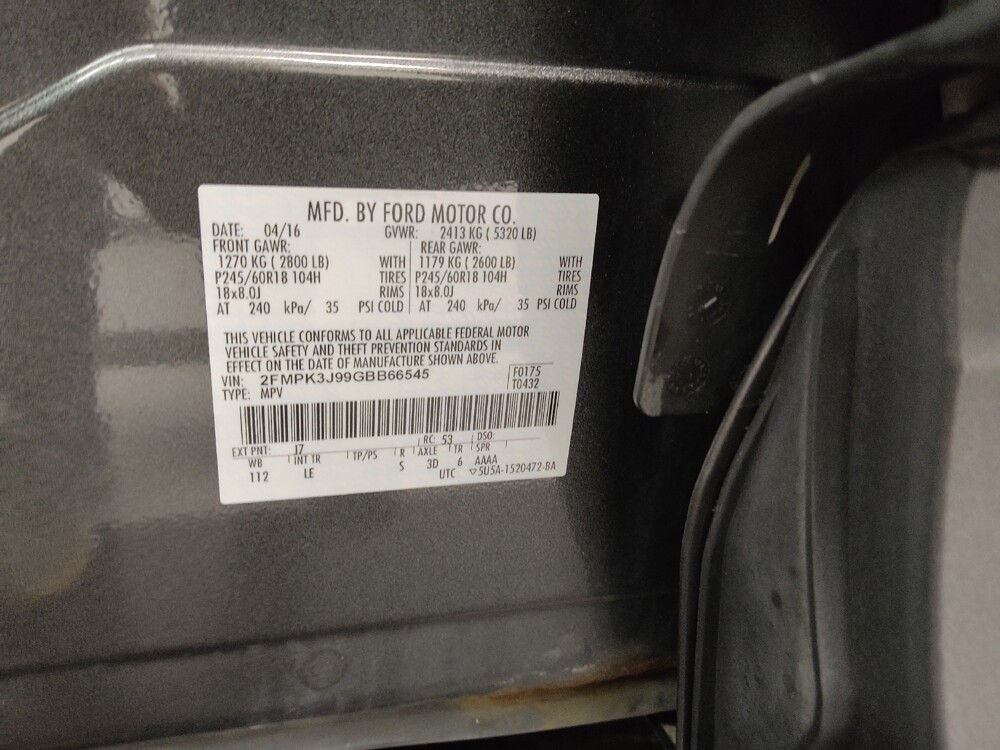 MFD. BY FORD MOTOR CO.
DATE: 04/16 GVWR: 2413 KG ( 5320 LB)
FRONT GAWR: REAR GAWR:
1270 KG ( 2800 LB) WITH 1179 KG ( 2600 LB) WITH
P245/60R18 104H TIRES P245/60R18 104H TIRES
18x8.0J RIMS 18x8.0J RIMS
AT 240 kPa/ 35 PSI COLD AT 240 kPa/ 35 PSI COLD
THIS VEHICLE CONFORMS TO ALL APPLICABLE FEDERAL MOTOR
VEHICLE SAFETY AND THEFT PREVENTION STANDARDS IN
EFFECT ON THE DATE OF MANUFACTURE SHOWN ABOVE.
VIN: 2FMPK3J99GBB66545 F0175
TYPE: MPV T0432
EXT PNT: J7 RC: 53 DSO:
WB INT TR TP/PS R AXLE TR SPR
112 LE S 3D 6 AAAA
UTC ▽5U5A-1520472-BA